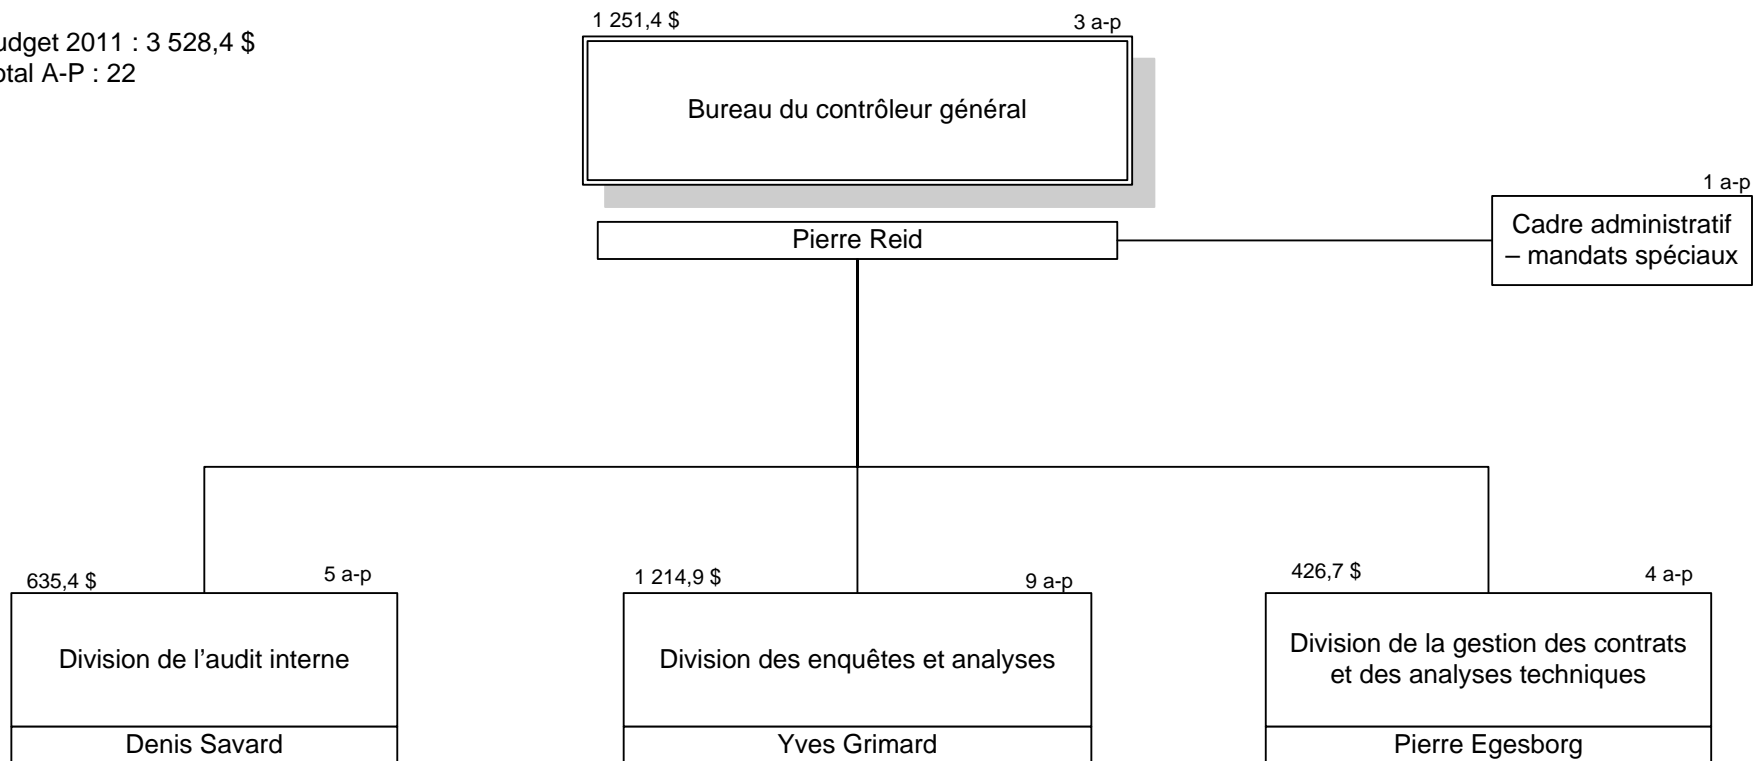 udget 2011 : 3 528,4 $
otal A-P : 22
1 251,4 $
3 a-p
Bureau du contrôleur général
Pierre Reid
1 a-p
Cadre administratif
– mandats spéciaux
635,4 $
5 a-p
Division de l’audit interne
Denis Savard
1 214,9 $
9 a-p
Division des enquêtes et analyses
Yves Grimard
426,7 $
4 a-p
Division de la gestion des contrats
et des analyses techniques
Pierre Egesborg